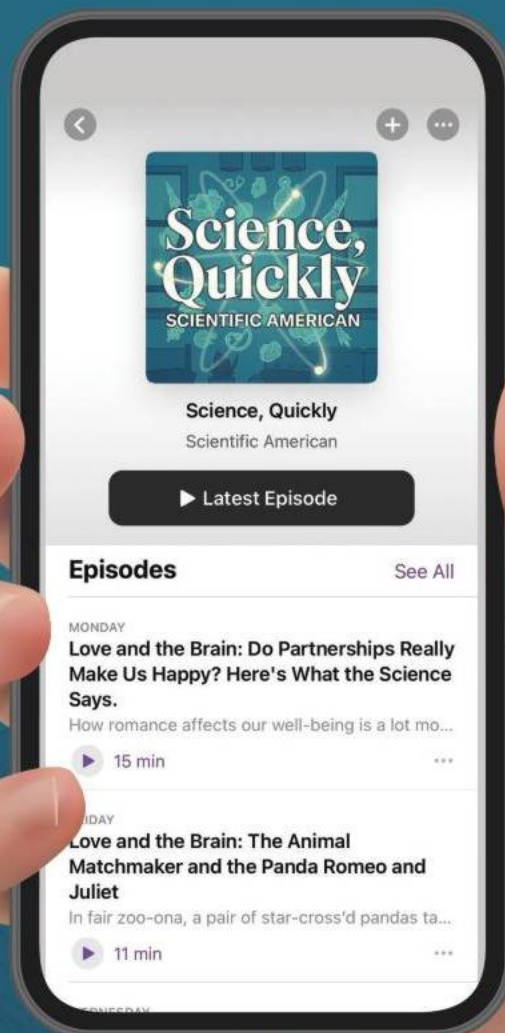 Science,
Quickly
SCIENTIFIC AMERICAN
Science, Quickly
Scientific American
Latest Episode
Episodes
See All
MONDAY
Love and the Brain: Do Partnerships Really
Make Us Happy? Here's What the Science
Says.
How romance affects our well-being is a lot mo...
15 min
IDAY
Love and the Brain: The Animal
Matchmaker and the Panda Romeo and
Juliet
In fair zoo-ona, a pair of star-cross'd pandas ta...
11 min